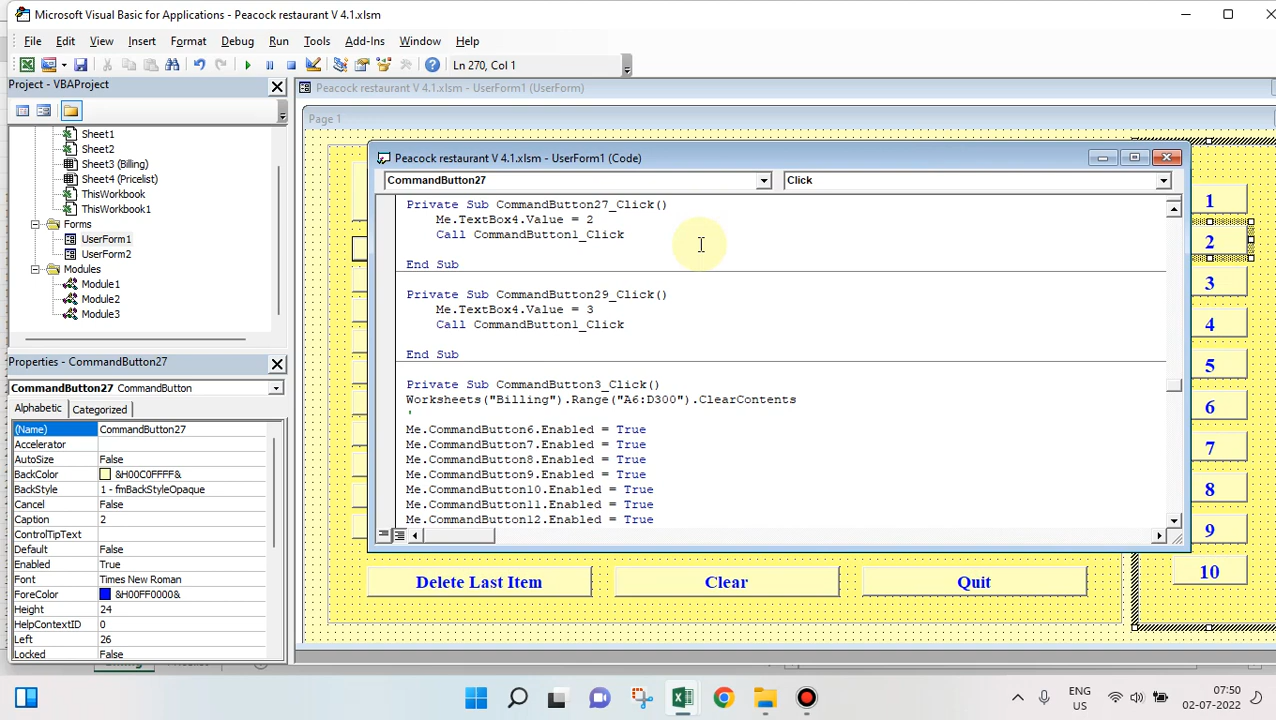 Microsoft Visual Basic for Applications - Peacock restaurant V 4.1.xlsm
File Edit View Insert Format Debug Run Tools Add-Ins Window Help
Ln 270, Col 1
Project - VBAProject
Sheet1
Sheet2
Sheet3 (Billing)
Sheet4 (Pricelist)
ThisWorkbook
ThisWorkbook1
Forms
UserForm1
UserForm2
Modules
Module1
Module2
Module3
Properties - CommandButton27
CommandButton27 CommandButton
Alphabetic Categorized
(Name) CommandButton27
Accelerator
AutoSize False
BackColor &H00C0FFFF&
BackStyle 1 - fmBackStyleOpaque
Cancel False
Caption 2
ControlTipText
Default False
Enabled True
Font Times New Roman
ForeColor &H00FF0000&
Height 24
HelpContextID 0
Left 26
Locked False
Peacock restaurant V 4.1.xlsm - UserForm1 (UserForm)
Page 1
Peacock restaurant V 4.1.xlsm - UserForm1 (Code)
CommandButton27 Click
Private Sub CommandButton27_Click()
Me.TextBox4.Value = 2
Call CommandButton1_Click
End Sub
Private Sub CommandButton29_Click()
Me.TextBox4.Value = 3
Call CommandButton1_Click
End Sub
Private Sub CommandButton3_Click()
Worksheets("Billing").Range("A6:D300").ClearContents
'
Me.CommandButton6.Enabled = True
Me.CommandButton7.Enabled = True
Me.CommandButton8.Enabled = True
Me.CommandButton9.Enabled = True
Me.CommandButton10.Enabled = True
Me.CommandButton11.Enabled = True
Me.CommandButton12.Enabled = True
1
2
3
4
5
6
7
8
9
10
Delete Last Item Clear Quit
ENG
US
07:50
02-07-2022